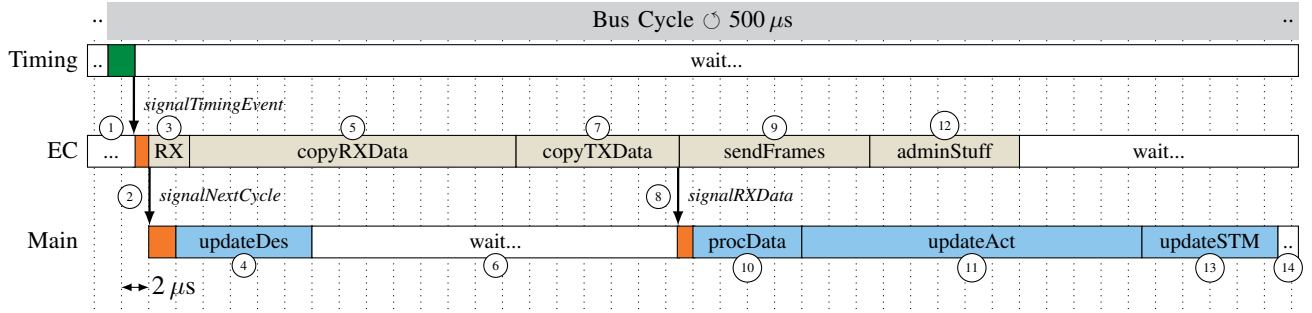 .. Bus Cycle ↻ 500 μs ..
Timing .. wait...
signalTimingEvent
1 3 5 7 9 12
EC ... RX copyRXData copyTXData sendFrames adminStuff wait...
2 signalNextCycle 8 signalRXData
Main updateDes wait... procData updateAct updateSTM ..
4 6 10 11 13 14
2 μs